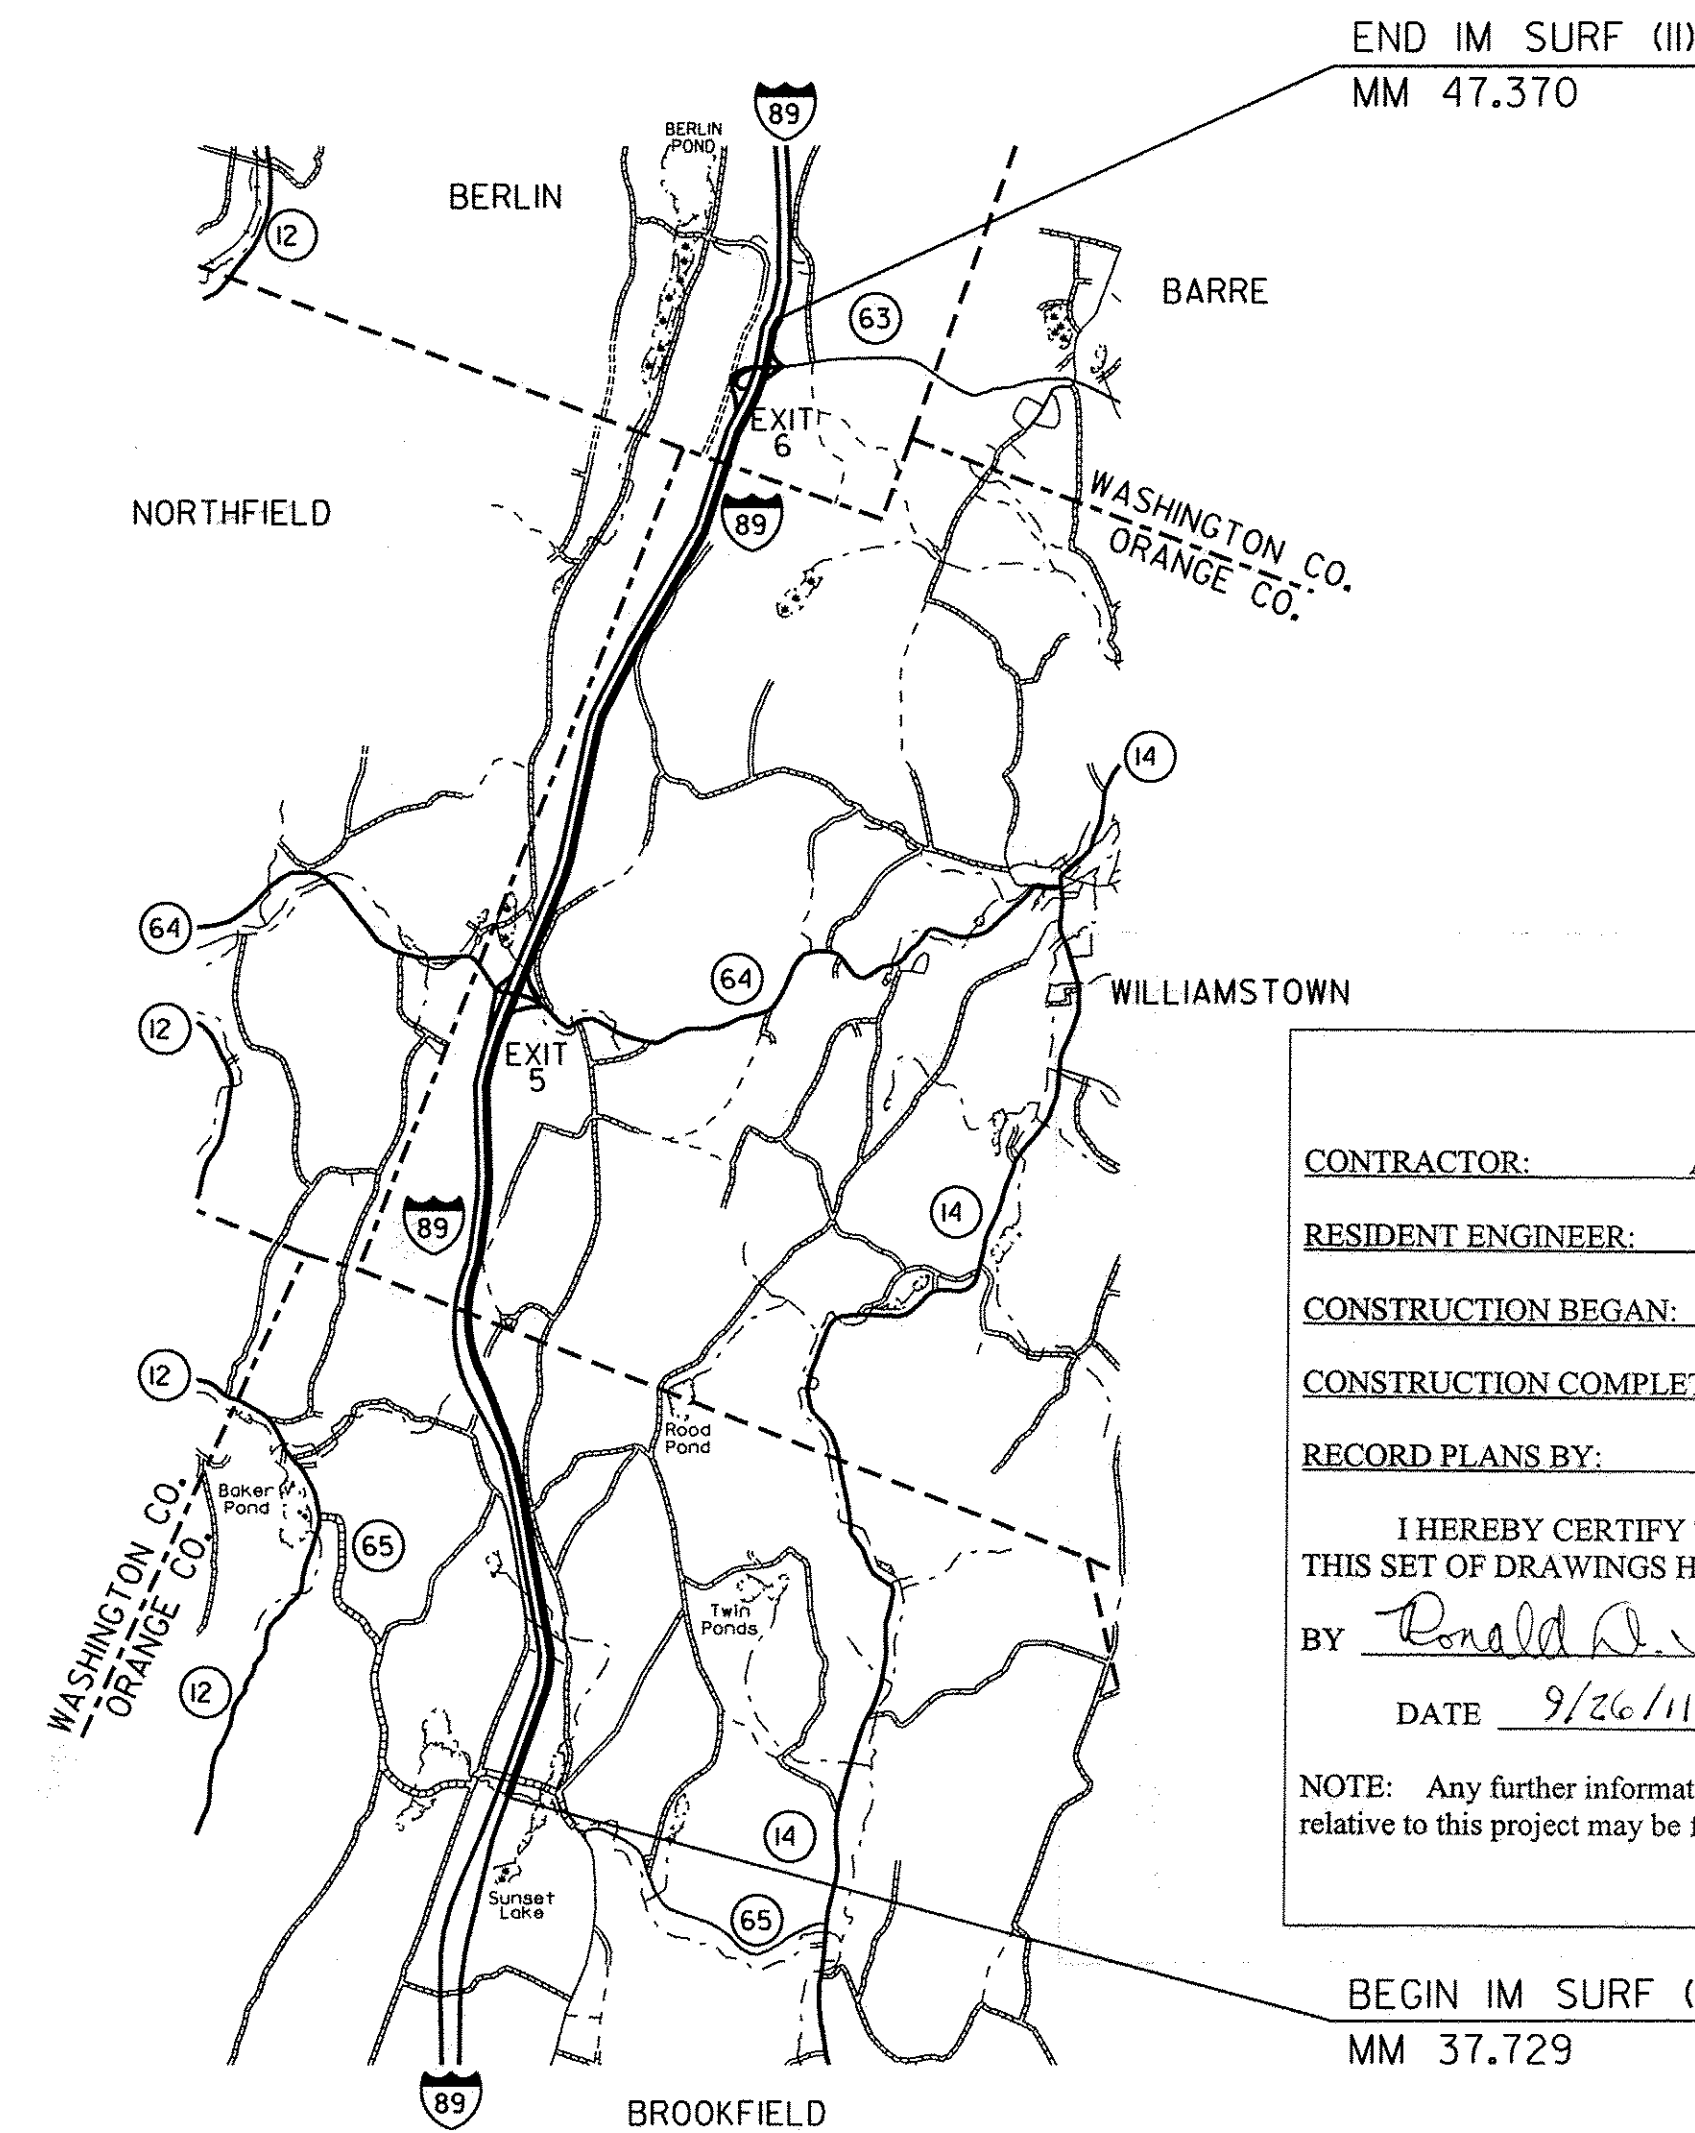 END IM SURF (11)
MM 47.370
89
BERLIN
POND
BERLIN
12
BARRE
63
EXIT
6
NORTHFIELD
89
WASHINGTON CO.
ORANGE CO.
14
64
64
12
WILLIAMSTOWN
EXIT
5
CONTRACTOR:
RESIDENT ENGINEER:
CONSTRUCTION BEGAN:
CONSTRUCTION COMPLET
RECORD PLANS BY:
I HEREBY CERTIFY
THIS SET OF DRAWINGS H
BY Ronald D.
DATE 9/26/11
NOTE: Any further informat
relative to this project may be f
89
14
12
Rood
Pond
Baker
Pond
65
WASHINGTON CO.
ORANGE CO.
Twin
Ponds
12
14
Sunset
Lake
65
BEGIN IM SURF (
MM 37.729
89
BROOKFIELD